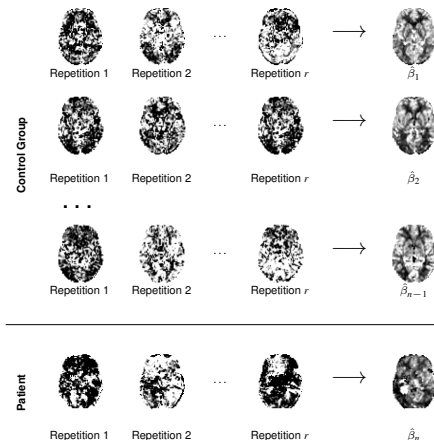 Control Group
… →
Repetition 1 Repetition 2 Repetition r β̂₁
… →
Repetition 1 Repetition 2 Repetition r β̂₂
. . .
… →
Repetition 1 Repetition 2 Repetition r β̂ₙ₋₁
Patient
… →
Repetition 1 Repetition 2 Repetition r β̂ₙ